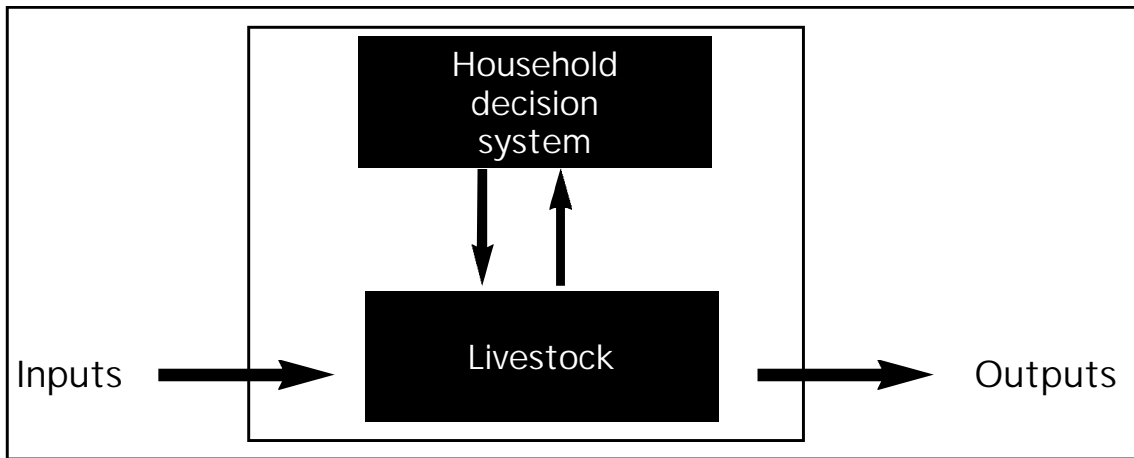 Household
decision
system
Livestock
Inputs
Outputs